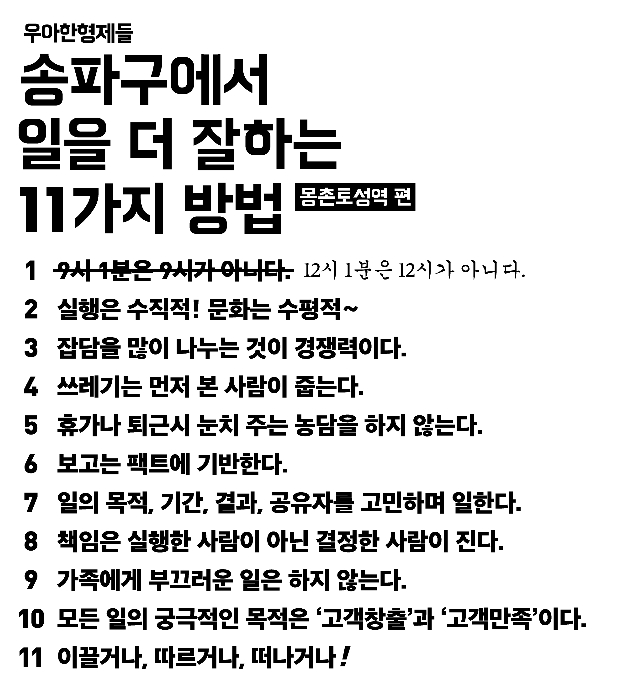 우아한형제들
송파구에서
일을 더 잘하는
11가지 방법 몽촌토성역 편
1 9시 1분은 9시가 아니다. 12시 1분은 12시가 아니다.
2 실행은 수직적! 문화는 수평적~
3 잡담을 많이 나누는 것이 경쟁력이다.
4 쓰레기는 먼저 본 사람이 줍는다.
5 휴가나 퇴근시 눈치 주는 농담을 하지 않는다.
6 보고는 팩트에 기반한다.
7 일의 목적, 기간, 결과, 공유자를 고민하며 일한다.
8 책임은 실행한 사람이 아닌 결정한 사람이 진다.
9 가족에게 부끄러운 일은 하지 않는다.
10 모든 일의 궁극적인 목적은 ‘고객창출’과 ‘고객만족’이다.
11 이끌거나, 따르거나, 떠나거나!